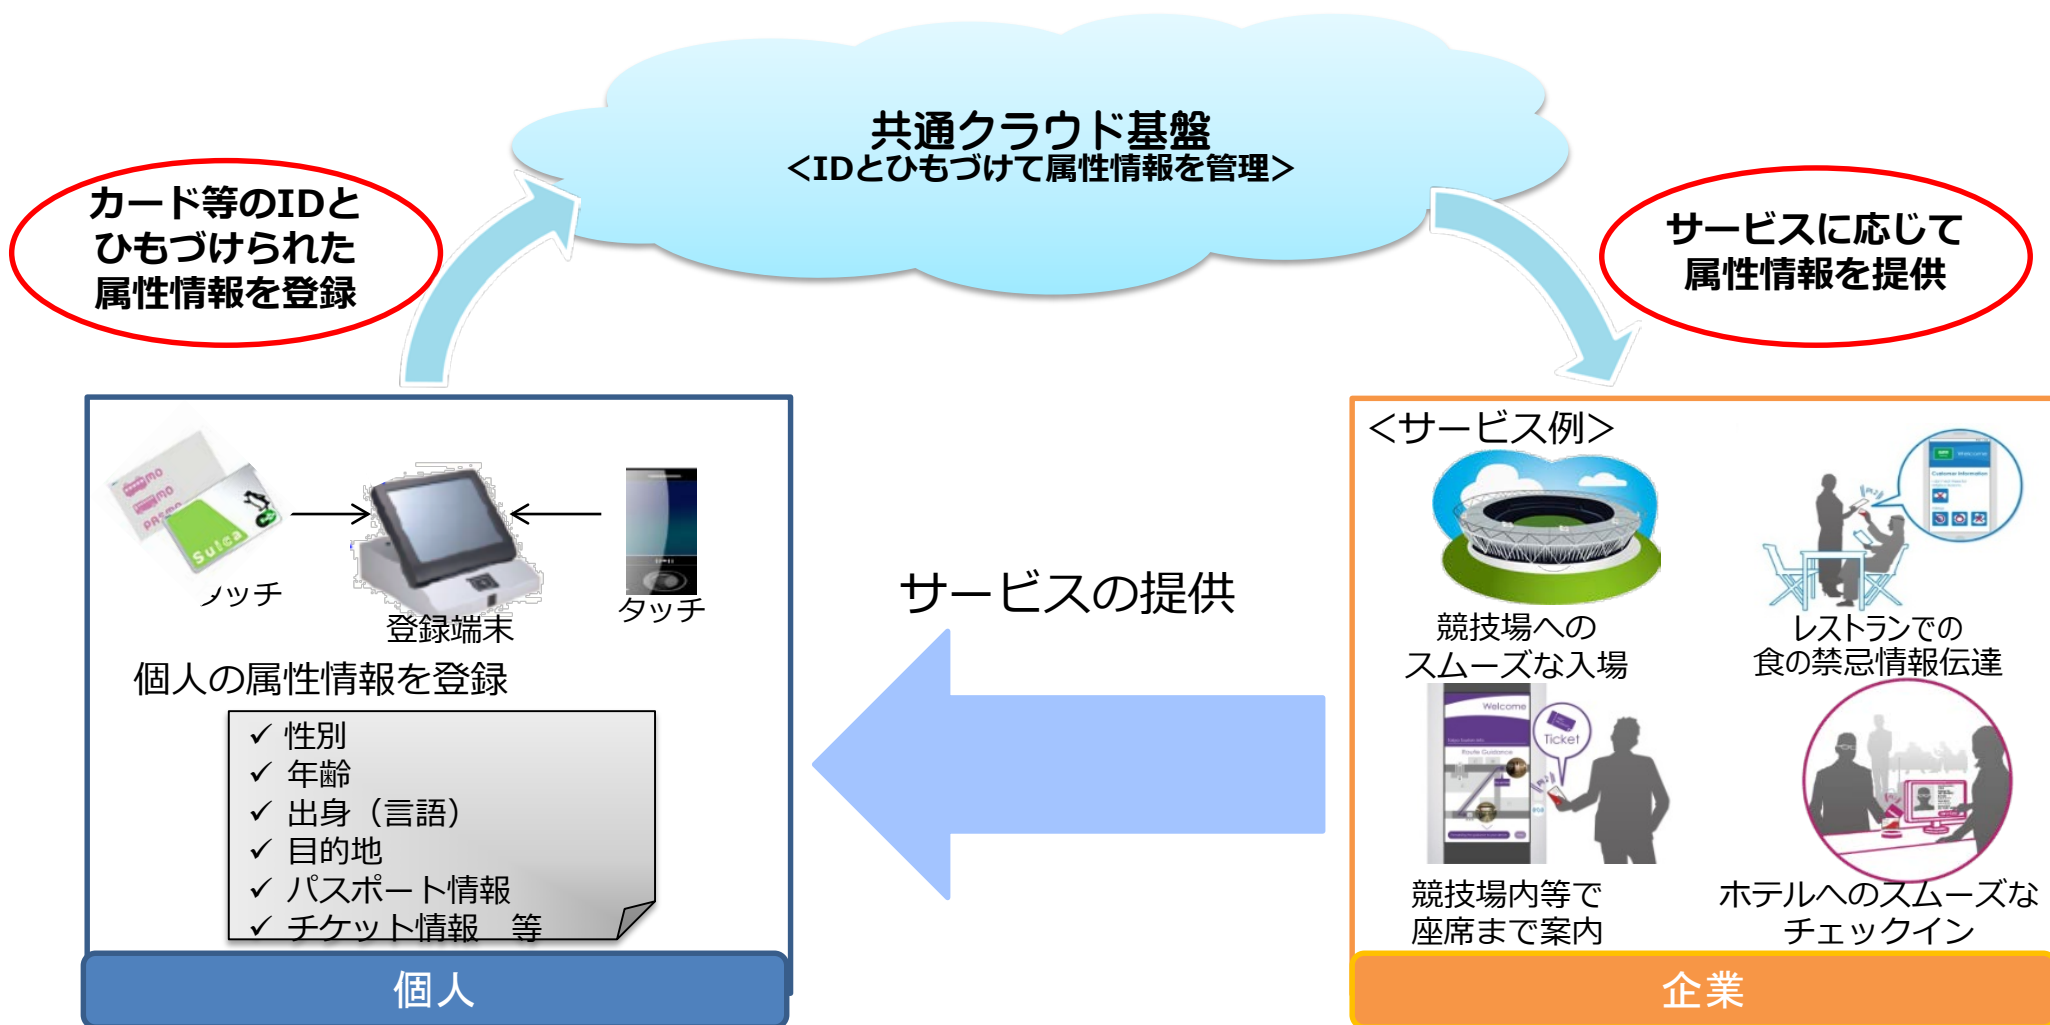 共通クラウド基盤
<IDとひもづけて属性情報を管理>
カード等のIDと
ひもづけられた
属性情報を登録
サービスに応じて
属性情報を提供
PASMO
Suica
タッチ
登録端末
タッチ
個人の属性情報を登録
✓ 性別
✓ 年齢
✓ 出身（言語）
✓ 目的地
✓ パスポート情報
✓ チケット情報　等
個人
サービスの提供
<サービス例>
Welcome
Customer Information
競技場への
スムーズな入場
レストランでの
食の禁忌情報伝達
Welcome
Route Guidance
Ticket
競技場内等で
座席まで案内
ホテルへのスムーズな
チェックイン
企業